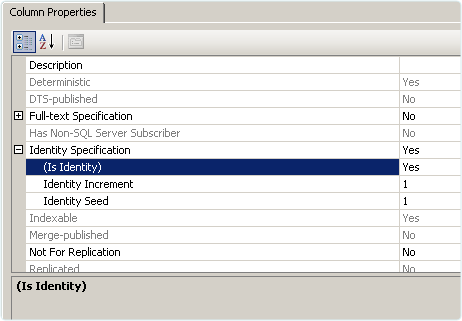 Column Properties
Description
Deterministic Yes
DTS-published No
Full-text Specification No
Has Non-SQL Server Subscriber No
Identity Specification Yes
(Is Identity) Yes
Identity Increment 1
Identity Seed 1
Indexable Yes
Merge-published No
Not For Replication No
Replicated No
(Is Identity)